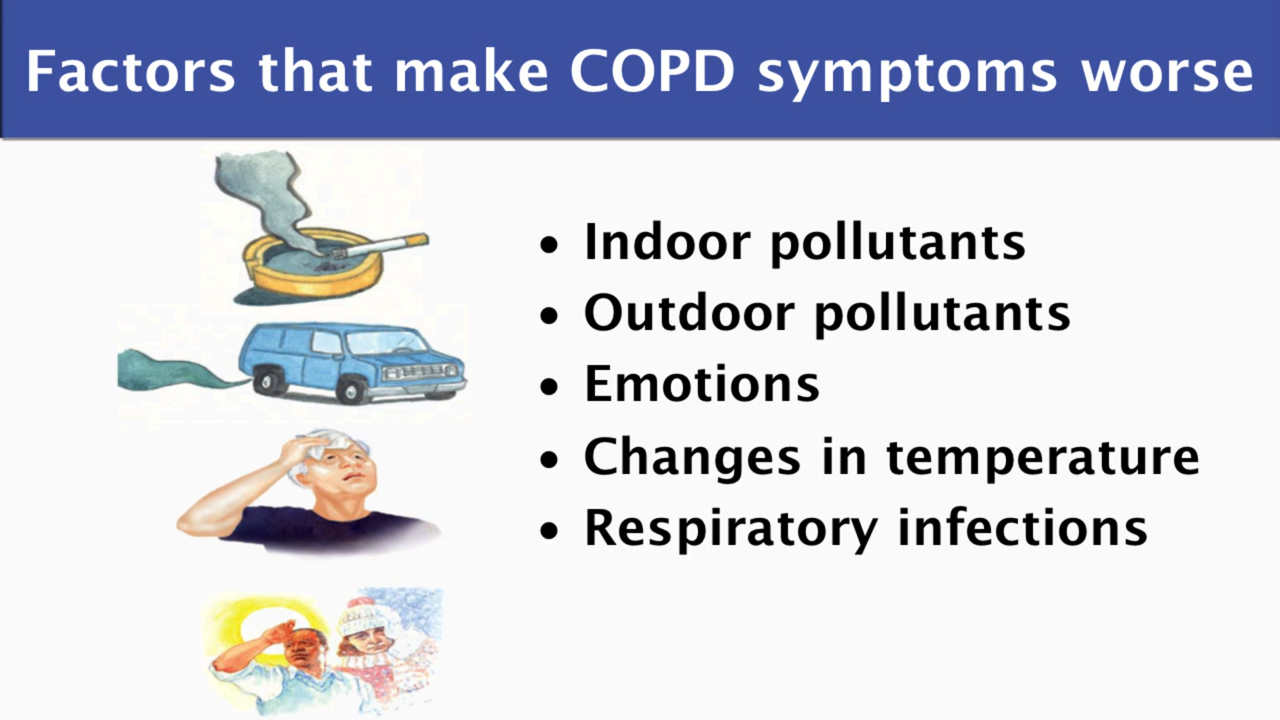 Factors that make COPD symptoms worse
• Indoor pollutants
• Outdoor pollutants
• Emotions
• Changes in temperature
• Respiratory infections